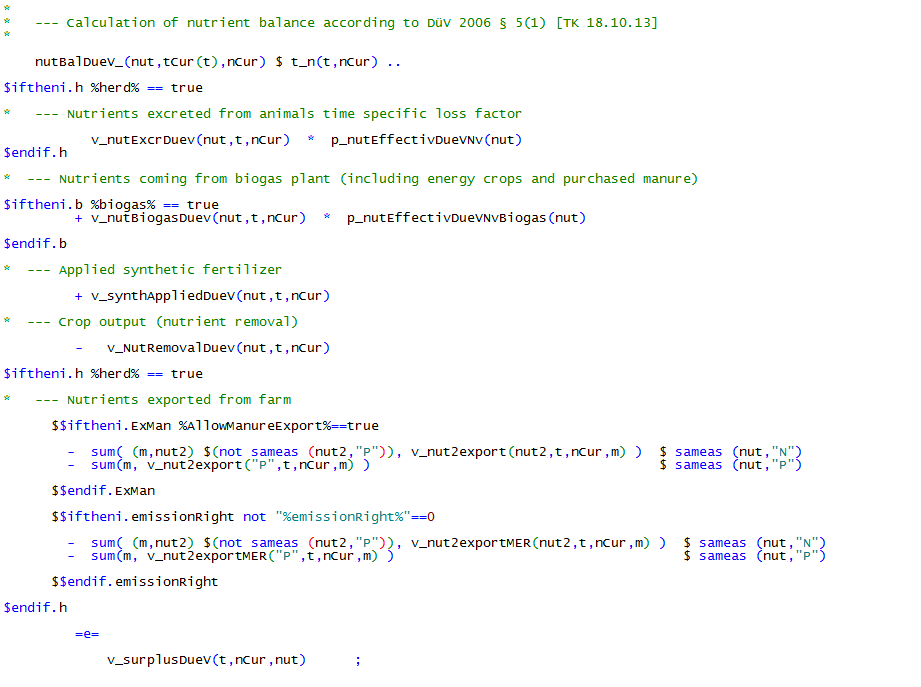 *
*   --- Calculation of nutrient balance according to DüV 2006 § 5(1) [TK 18.10.13]
*
    nutBalDueV_(nut,tCur(t),nCur) $ t_n(t,nCur) ..
$iftheni.h %herd% == true
*   --- Nutrients excreted from animals time specific loss factor
           v_nutExcrDuev(nut,t,nCur)  *  p_nutEffectivDueVNv(nut)
$endif.h
*  --- Nutrients coming from biogas plant (including energy crops and purchased manure)
$iftheni.b %biogas% == true
         + v_nutBiogasDuev(nut,t,nCur)  *  p_nutEffectivDueVNvBiogas(nut)
$endif.b
*  --- Applied synthetic fertilizer
         + v_synthAppliedDueV(nut,t,nCur)
*  --- Crop output (nutrient removal)
         -   v_NutRemovalDuev(nut,t,nCur)
$iftheni.h %herd% == true
*   --- Nutrients exported from farm
      $$iftheni.ExMan %AllowManureExport%==true
        -  sum( (m,nut2) $(not sameas (nut2,"P")), v_nut2export(nut2,t,nCur,m) )  $ sameas (nut,"N")
        -  sum(m, v_nut2export("P",t,nCur,m) )                                    $ sameas (nut,"P")
      $$endif.ExMan
      $$iftheni.emissionRight not "%emissionRight%"==0
        -  sum( (m,nut2) $(not sameas (nut2,"P")), v_nut2exportMER(nut2,t,nCur,m) )  $ sameas (nut,"N")
        -  sum(m, v_nut2exportMER("P",t,nCur,m) )                                    $ sameas (nut,"P")
      $$endif.emissionRight
$endif.h
         =e=
             v_surplusDueV(t,nCur,nut)      ;